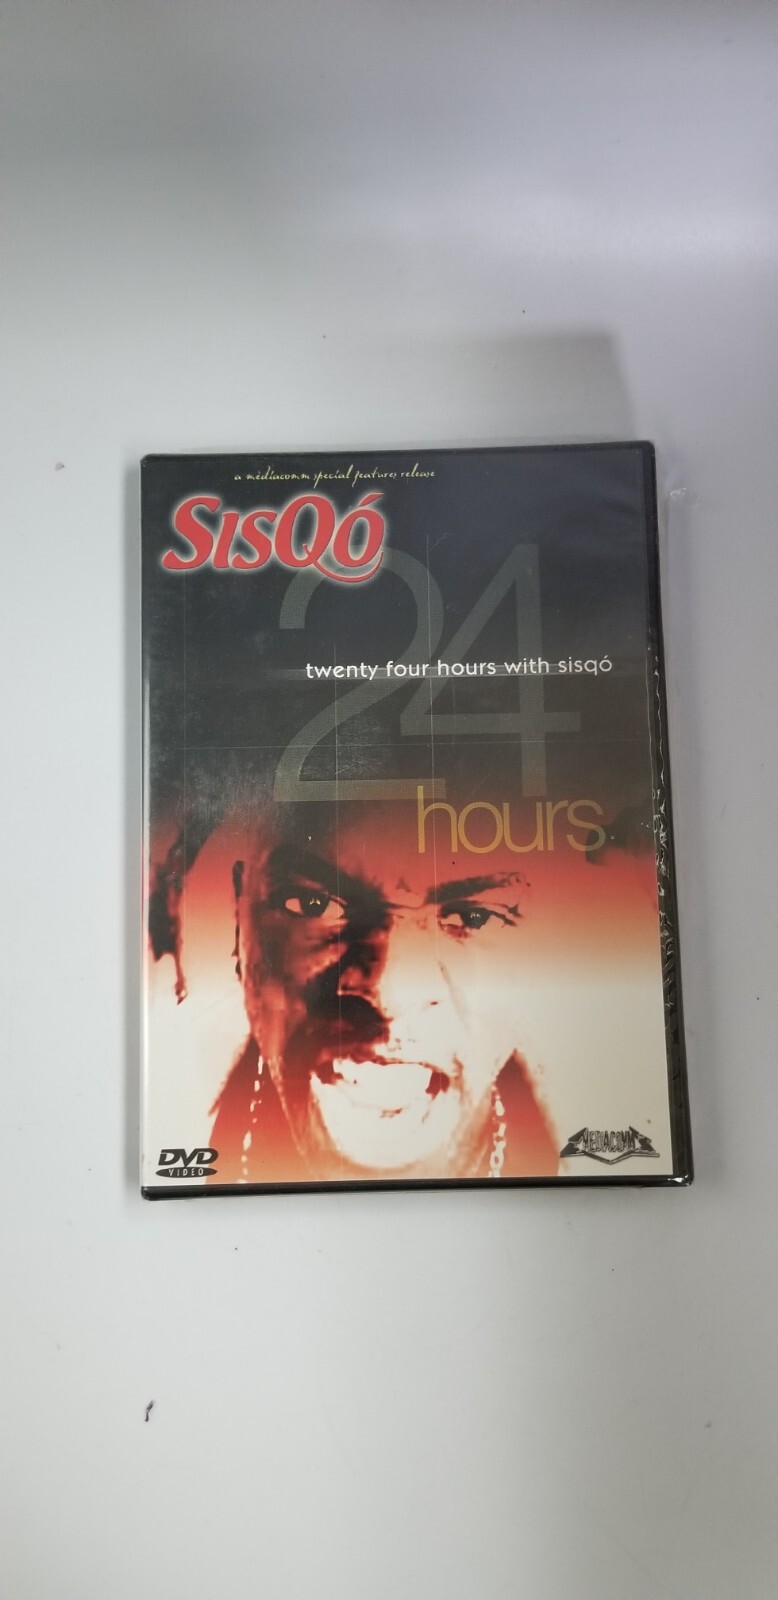 a mediacomm special features release
SISQÓ
24
twenty four hours with sisqó
hours
DVD
VIDEO
MEDIACOMM